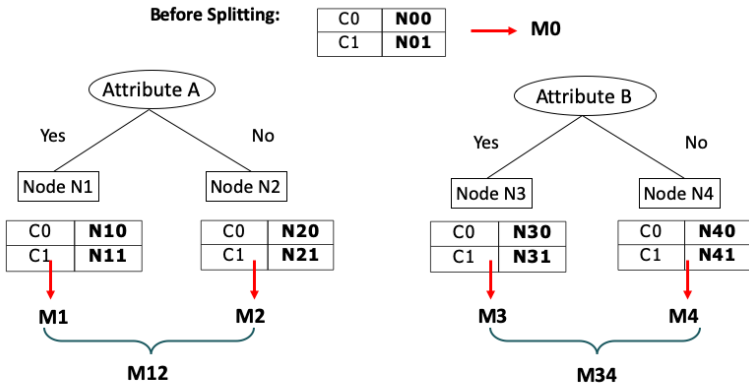 Before Splitting:
C0 N00
C1 N01
M0
Attribute A
Yes No
Node N1 Node N2
C0 N10
C1 N11
C0 N20
C1 N21
M1 M2
M12
Attribute B
Yes No
Node N3 Node N4
C0 N30
C1 N31
C0 N40
C1 N41
M3 M4
M34